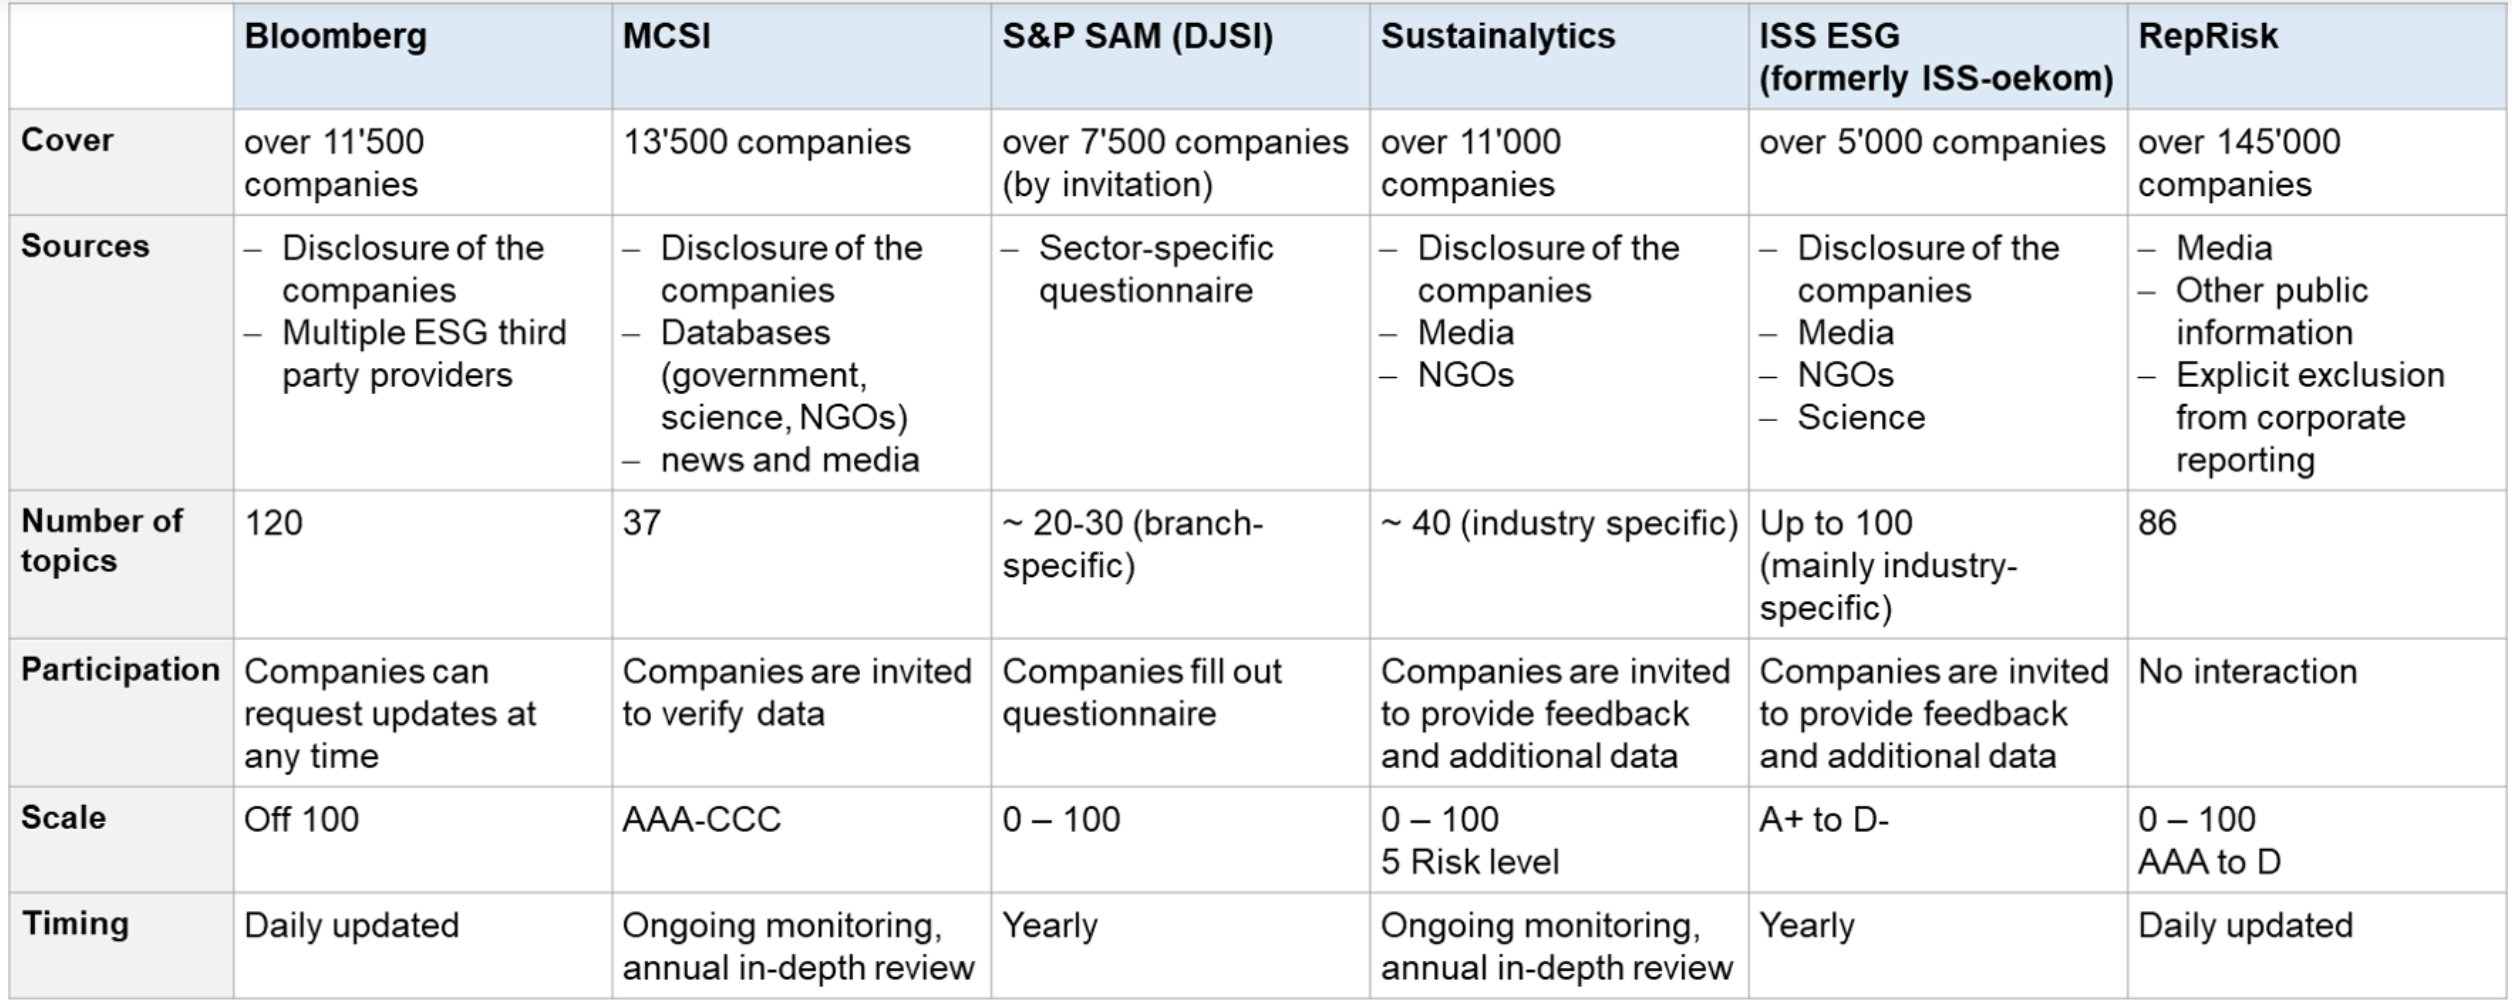 Bloomberg
MCSI
S&P SAM (DJSI)
Sustainalytics
ISS ESG
(formerly ISS-oekom)
RepRisk
Cover
over 11'500
companies
13'500 companies
over 7'500 companies
(by invitation)
over 11'000
companies
over 5'000 companies
over 145'000
companies
Sources
– Disclosure of the
companies
– Multiple ESG third
party providers
– Disclosure of the
companies
– Databases
(government,
science, NGOs)
– news and media
– Sector-specific
questionnaire
– Disclosure of the
companies
– Media
– NGOs
– Disclosure of the
companies
– Media
– NGOs
– Science
– Media
– Other public
information
– Explicit exclusion
from corporate
reporting
Number of
topics
120
37
~ 20-30 (branch-
specific)
~ 40 (industry specific)
Up to 100
(mainly industry-
specific)
86
Participation
Companies can
request updates at
any time
Companies are invited
to verify data
Companies fill out
questionnaire
Companies are invited
to provide feedback
and additional data
Companies are invited
to provide feedback
and additional data
No interaction
Scale
Off 100
AAA-CCC
0 – 100
0 – 100
5 Risk level
A+ to D-
0 – 100
AAA to D
Timing
Daily updated
Ongoing monitoring,
annual in-depth review
Yearly
Ongoing monitoring,
annual in-depth review
Yearly
Daily updated